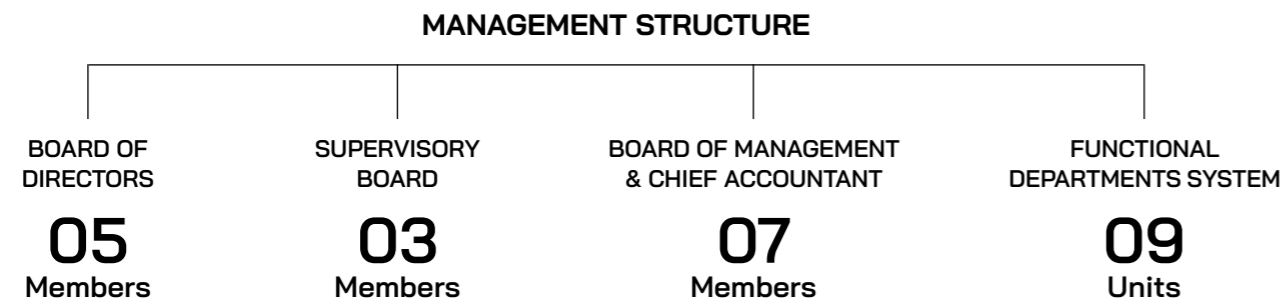 MANAGEMENT STRUCTURE
BOARD OF
DIRECTORS
05
Members
SUPERVISORY
BOARD
03
Members
BOARD OF MANAGEMENT
& CHIEF ACCOUNTANT
07
Members
FUNCTIONAL
DEPARTMENTS SYSTEM
09
Units